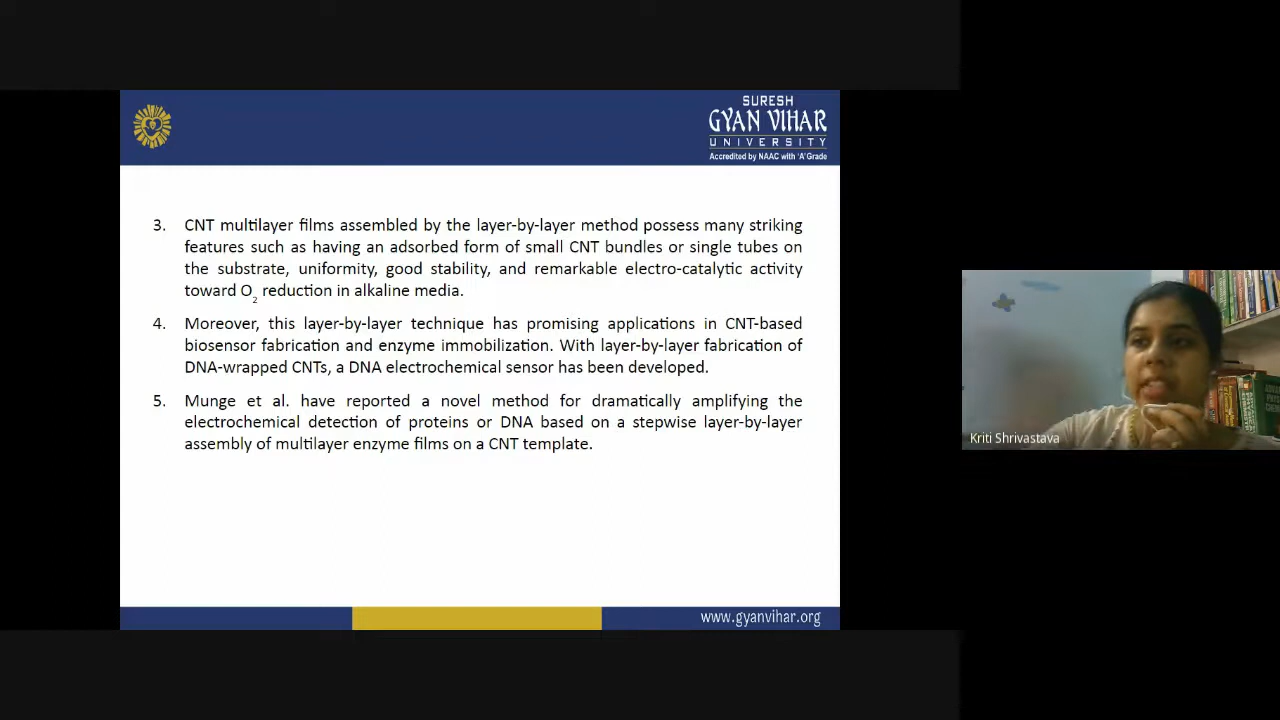 SURESH
GYAN VIHAR
UNIVERSITY
Accredited by NAAC with 'A' Grade
3. CNT multilayer films assembled by the layer-by-layer method possess many striking
features such as having an adsorbed form of small CNT bundles or single tubes on
the substrate, uniformity, good stability, and remarkable electro-catalytic activity
toward O2 reduction in alkaline media.
4. Moreover, this layer-by-layer technique has promising applications in CNT-based
biosensor fabrication and enzyme immobilization. With layer-by-layer fabrication of
DNA-wrapped CNTs, a DNA electrochemical sensor has been developed.
5. Munge et al. have reported a novel method for dramatically amplifying the
electrochemical detection of proteins or DNA based on a stepwise layer-by-layer
assembly of multilayer enzyme films on a CNT template.
www.gyanvihar.org
Kriti Shrivastava